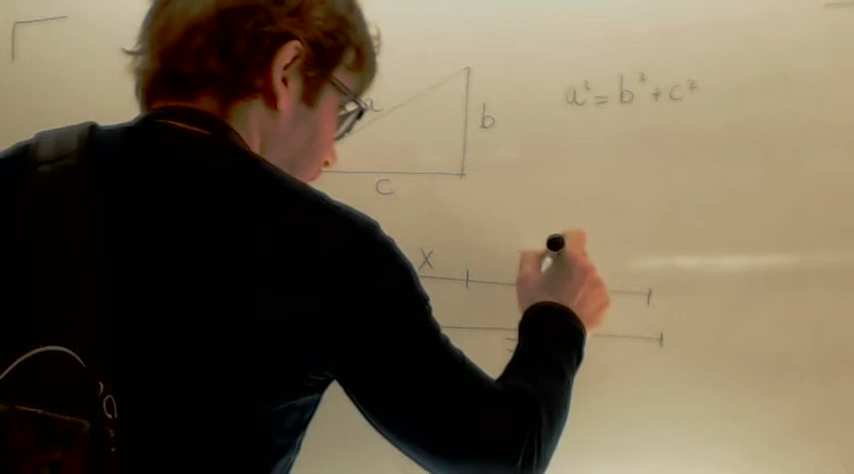 a
b
a² = b² + c²
c
X